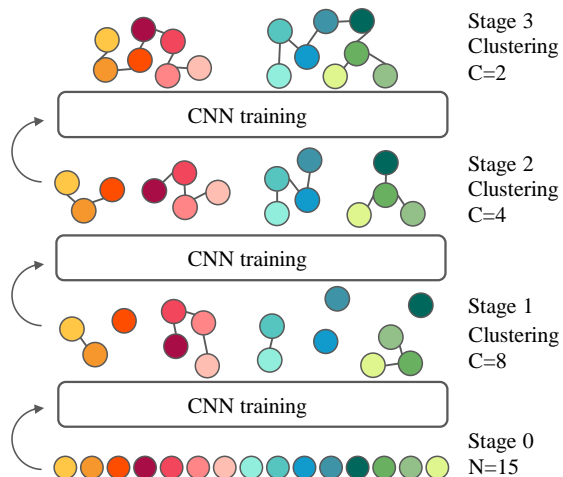 Stage 3
Clustering
C=2
CNN training
Stage 2
Clustering
C=4
CNN training
Stage 1
Clustering
C=8
CNN training
Stage 0
N=15